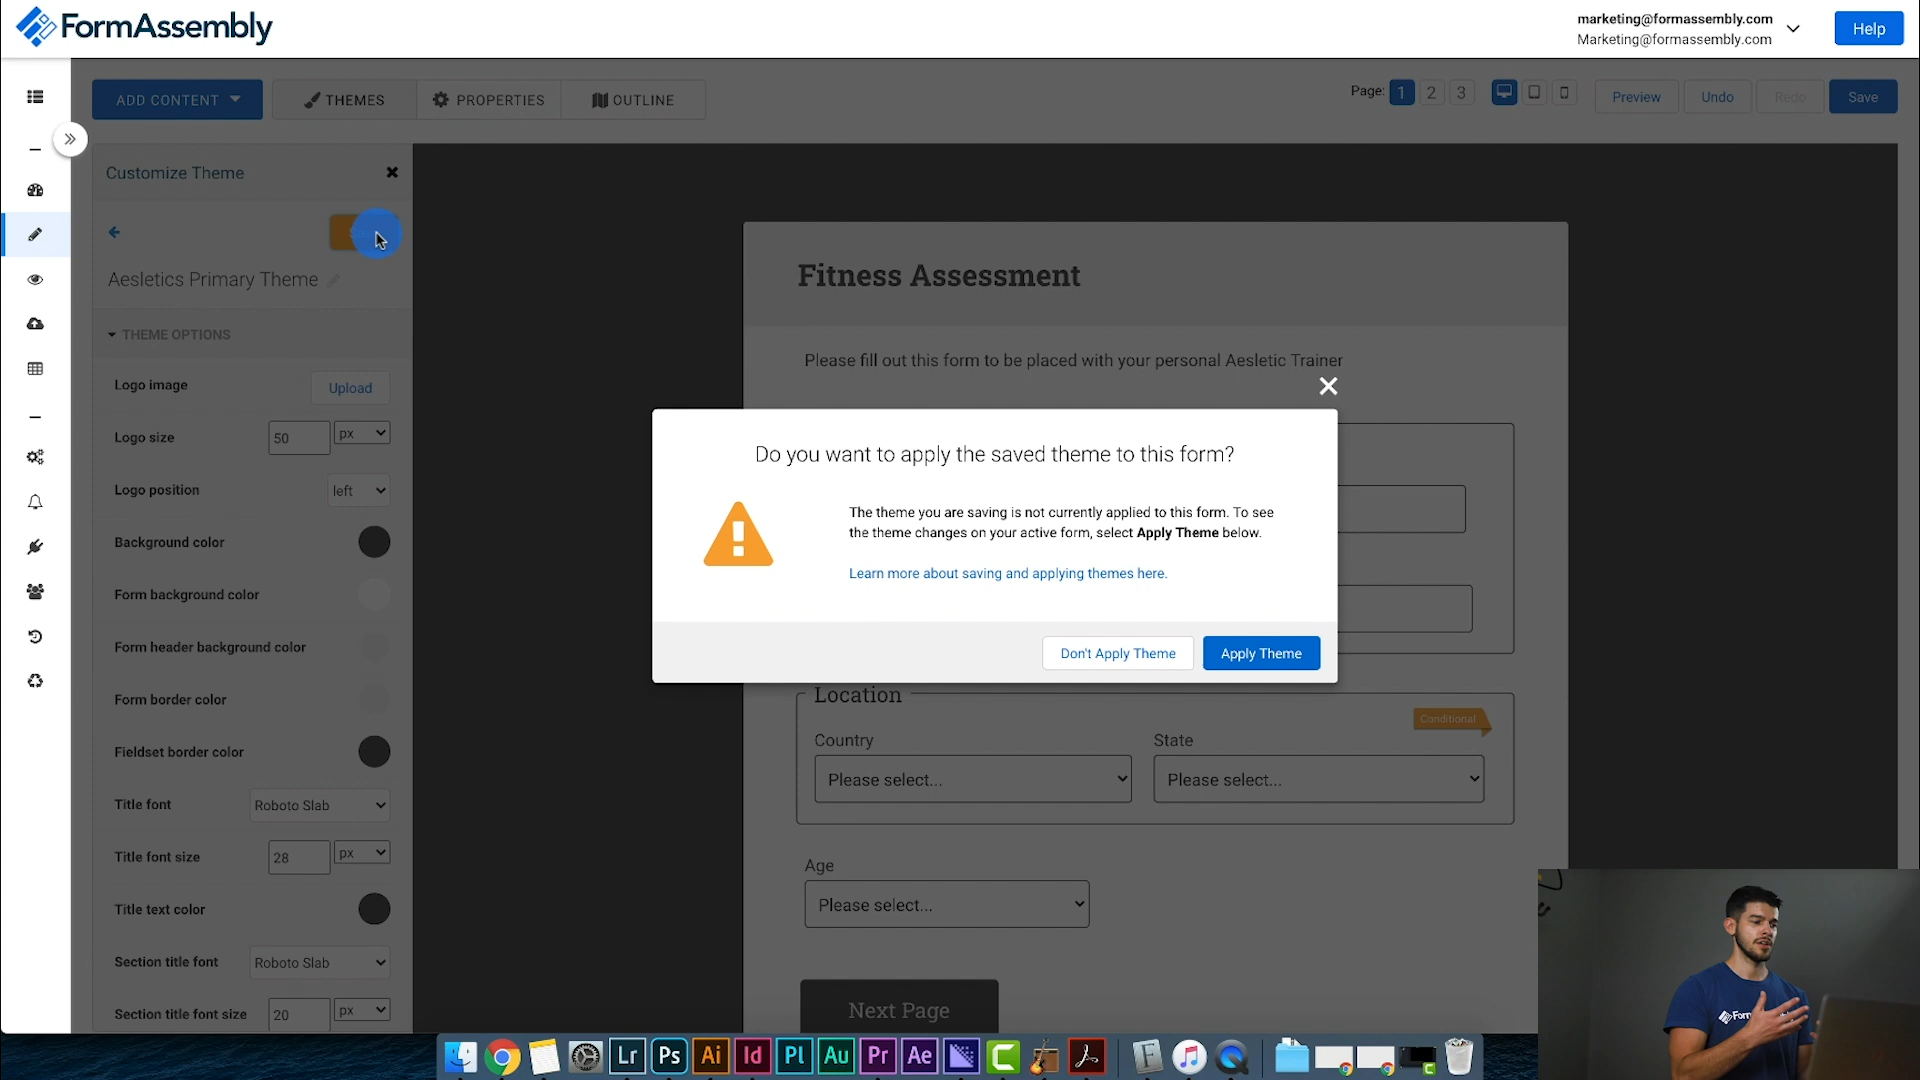 FormAssembly
marketing@formassembly.com
Marketing@formassembly.com
Help
ADD CONTENT
THEMES
PROPERTIES
OUTLINE
Page: 1 2 3
Preview
Undo
Redo
Save
Customize Theme
Aesletics Primary Theme
THEME OPTIONS
Logo image
Upload
Logo size
50
px
Logo position
left
Background color
Form background color
Form header background color
Form border color
Fieldset border color
Title font
Roboto Slab
Title font size
28
px
Title text color
Section title font
Roboto Slab
Section title font size
20
px
Fitness Assessment
Please fill out this form to be placed with your personal Aesletic Trainer
Do you want to apply the saved theme to this form?
The theme you are saving is not currently applied to this form. To see
the theme changes on your active form, select Apply Theme below.
Learn more about saving and applying themes here.
Don't Apply Theme
Apply Theme
Location
Conditional
Country
State
Please select...
Please select...
Age
Please select...
Next Page
Lr
Ps
Ai
Id
Pl
Au
Pr
Ae
C
F